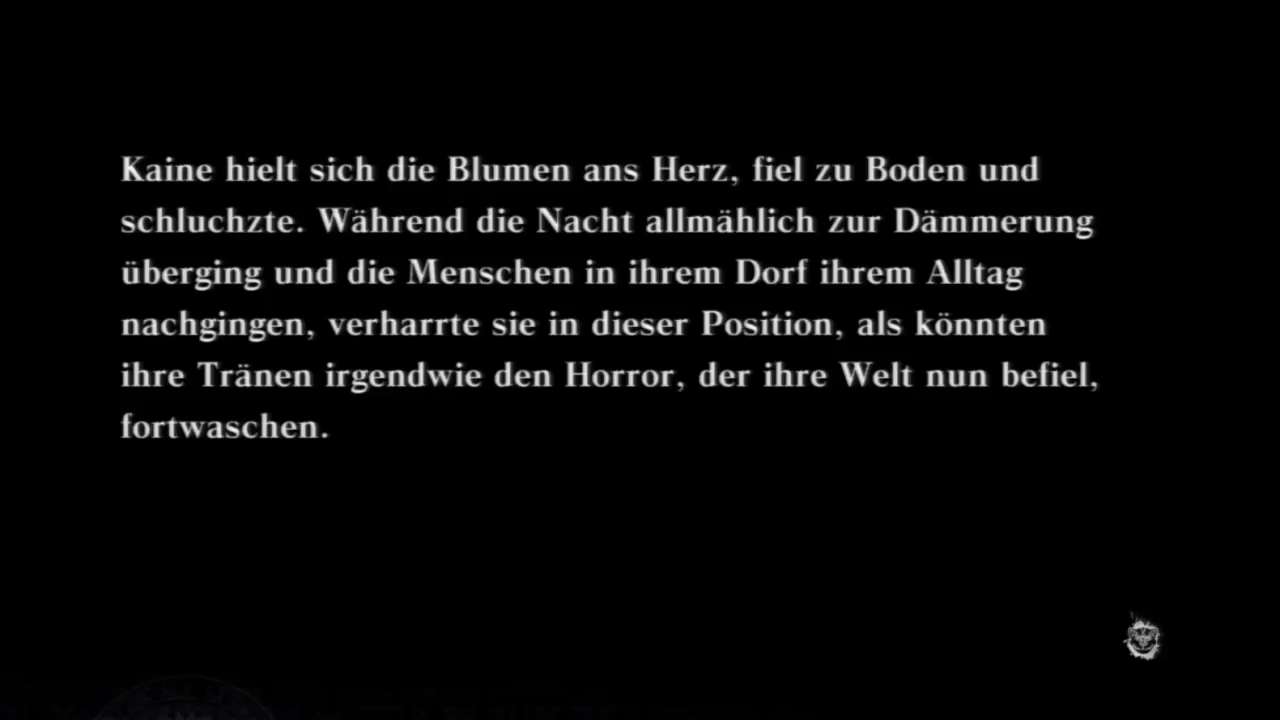 Kaine hielt sich die Blumen ans Herz, fiel zu Boden und
schluchzte. Während die Nacht allmählich zur Dämmerung
überging und die Menschen in ihrem Dorf ihrem Alltag
nachgingen, verharrte sie in dieser Position, als könnten
ihre Tränen irgendwie den Horror, der ihre Welt nun befiel,
fortwaschen.